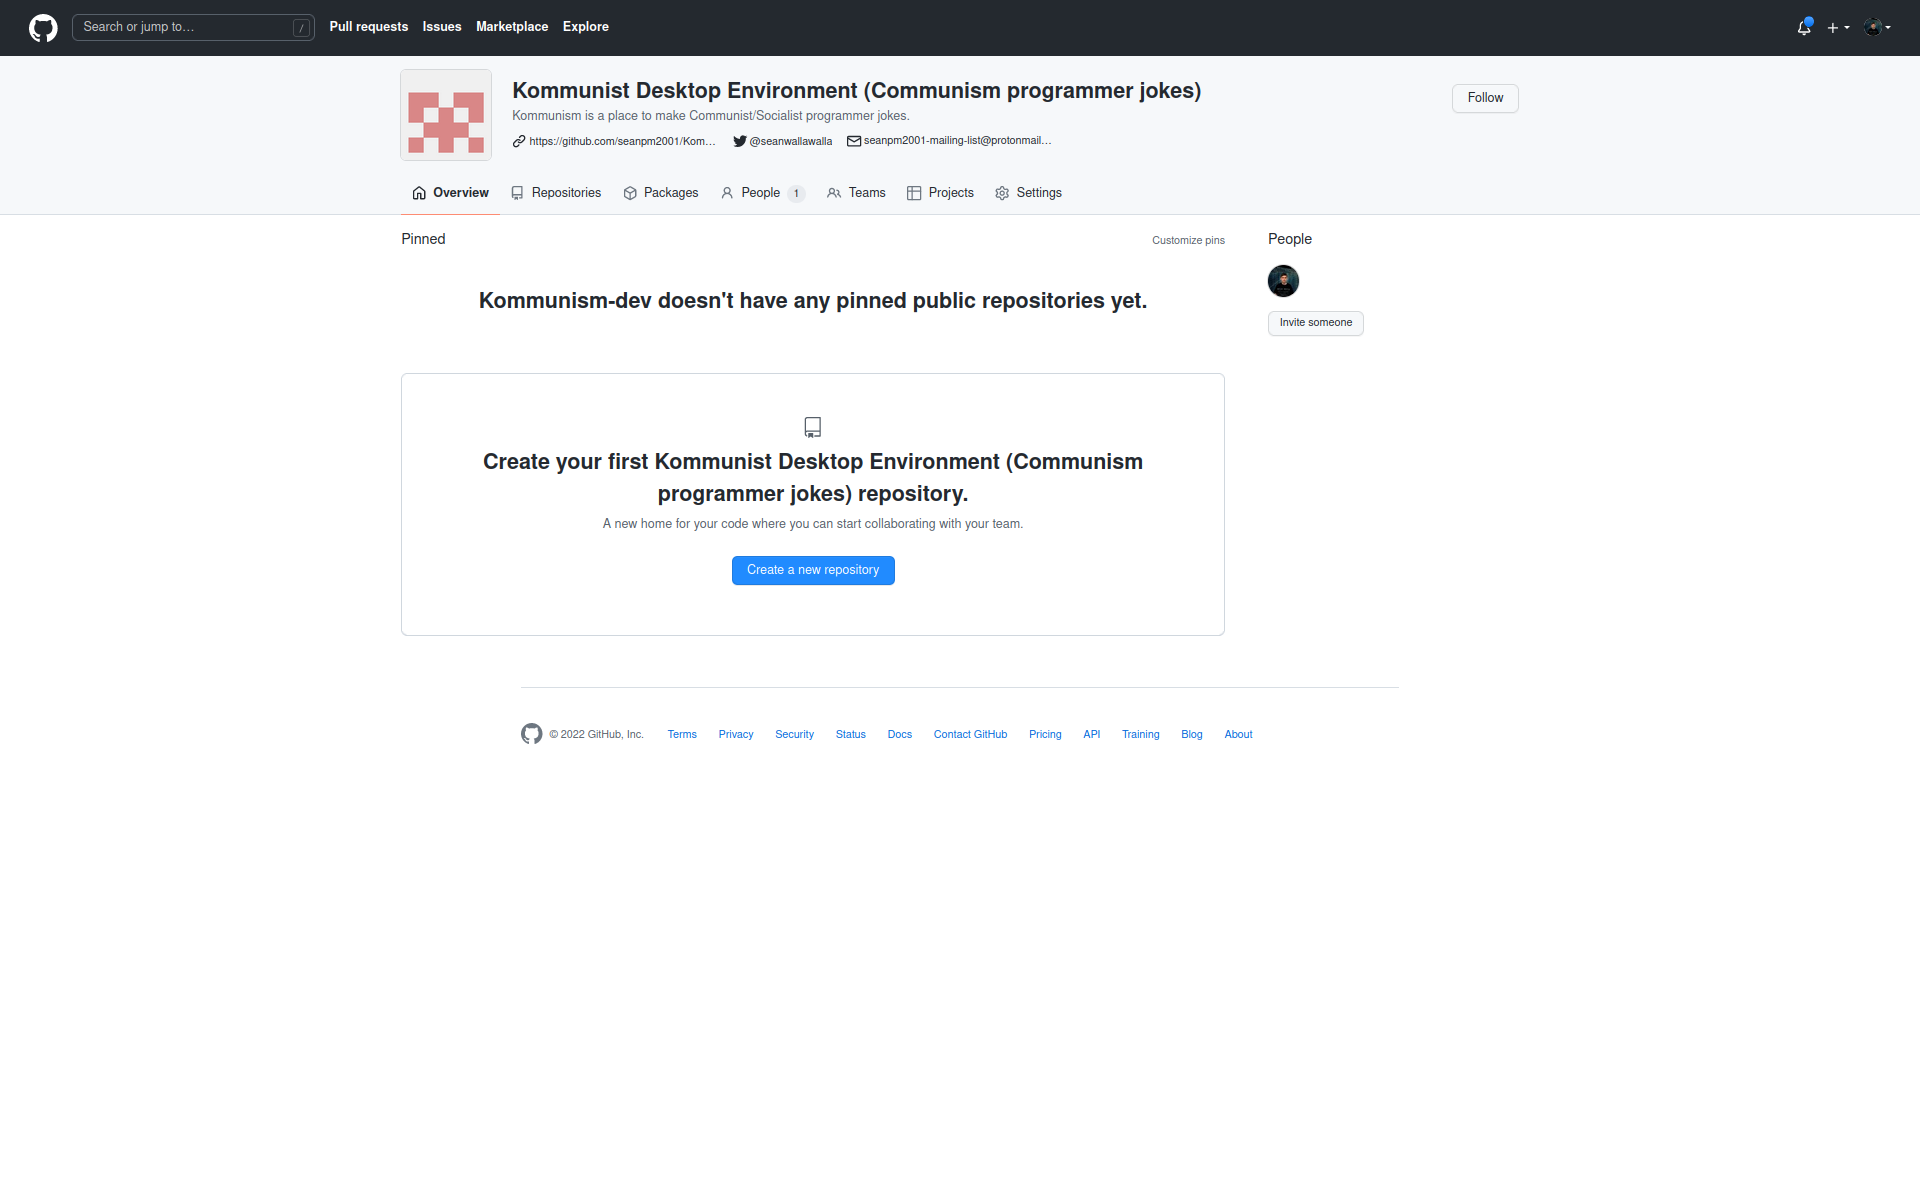 Search or jump to... /
Pull requests Issues Marketplace Explore
Kommunist Desktop Environment (Communism programmer jokes)
Kommunism is a place to make Communist/Socialist programmer jokes.
https://github.com/seanpm2001/Kom... @seanwallawalla seanpm2001-mailing-list@protonmail...
Follow
Overview Repositories Packages People 1 Teams Projects Settings
Pinned
Customize pins
Kommunism-dev doesn't have any pinned public repositories yet.
People
Invite someone
Create your first Kommunist Desktop Environment (Communism
programmer jokes) repository.
A new home for your code where you can start collaborating with your team.
Create a new repository
© 2022 GitHub, Inc. Terms Privacy Security Status Docs Contact GitHub Pricing API Training Blog About